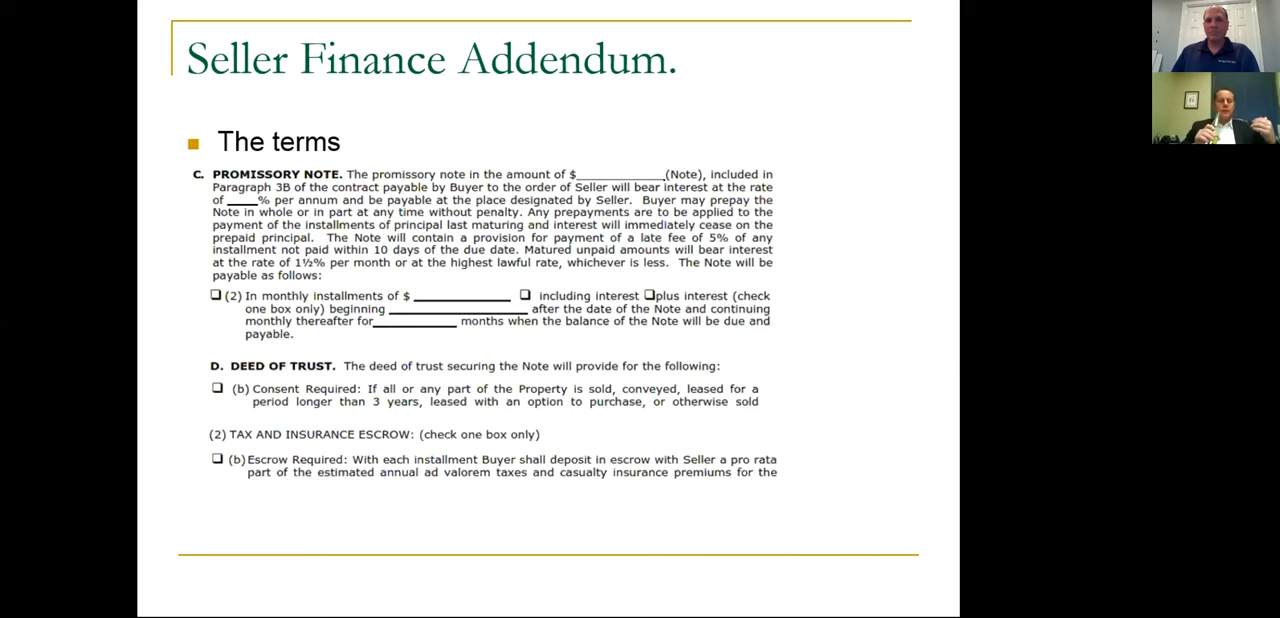 Seller Finance Addendum.
The terms
C. PROMISSORY NOTE. The promissory note in the amount of $____________(Note), included in
Paragraph 3B of the contract payable by Buyer to the order of Seller will bear interest at the rate
of ____% per annum and be payable at the place designated by Seller. Buyer may prepay the
Note in whole or in part at any time without penalty. Any prepayments are to be applied to the
payment of the installments of principal last maturing and interest will immediately cease on the
prepaid principal. The Note will contain a provision for payment of a late fee of 5% of any
installment not paid within 10 days of the due date. Matured unpaid amounts will bear interest
at the rate of 1½% per month or at the highest lawful rate, whichever is less. The Note will be
payable as follows:
❑ (2) In monthly installments of $ ____________ ❑ including interest ❑plus interest (check
one box only) beginning _________________ after the date of the Note and continuing
monthly thereafter for__________ months when the balance of the Note will be due and
payable.
D. DEED OF TRUST. The deed of trust securing the Note will provide for the following:
❑ (b) Consent Required: If all or any part of the Property is sold, conveyed, leased for a
period longer than 3 years, leased with an option to purchase, or otherwise sold
(2) TAX AND INSURANCE ESCROW: (check one box only)
❑ (b) Escrow Required: With each installment Buyer shall deposit in escrow with Seller a pro rata
part of the estimated annual ad valorem taxes and casualty insurance premiums for the